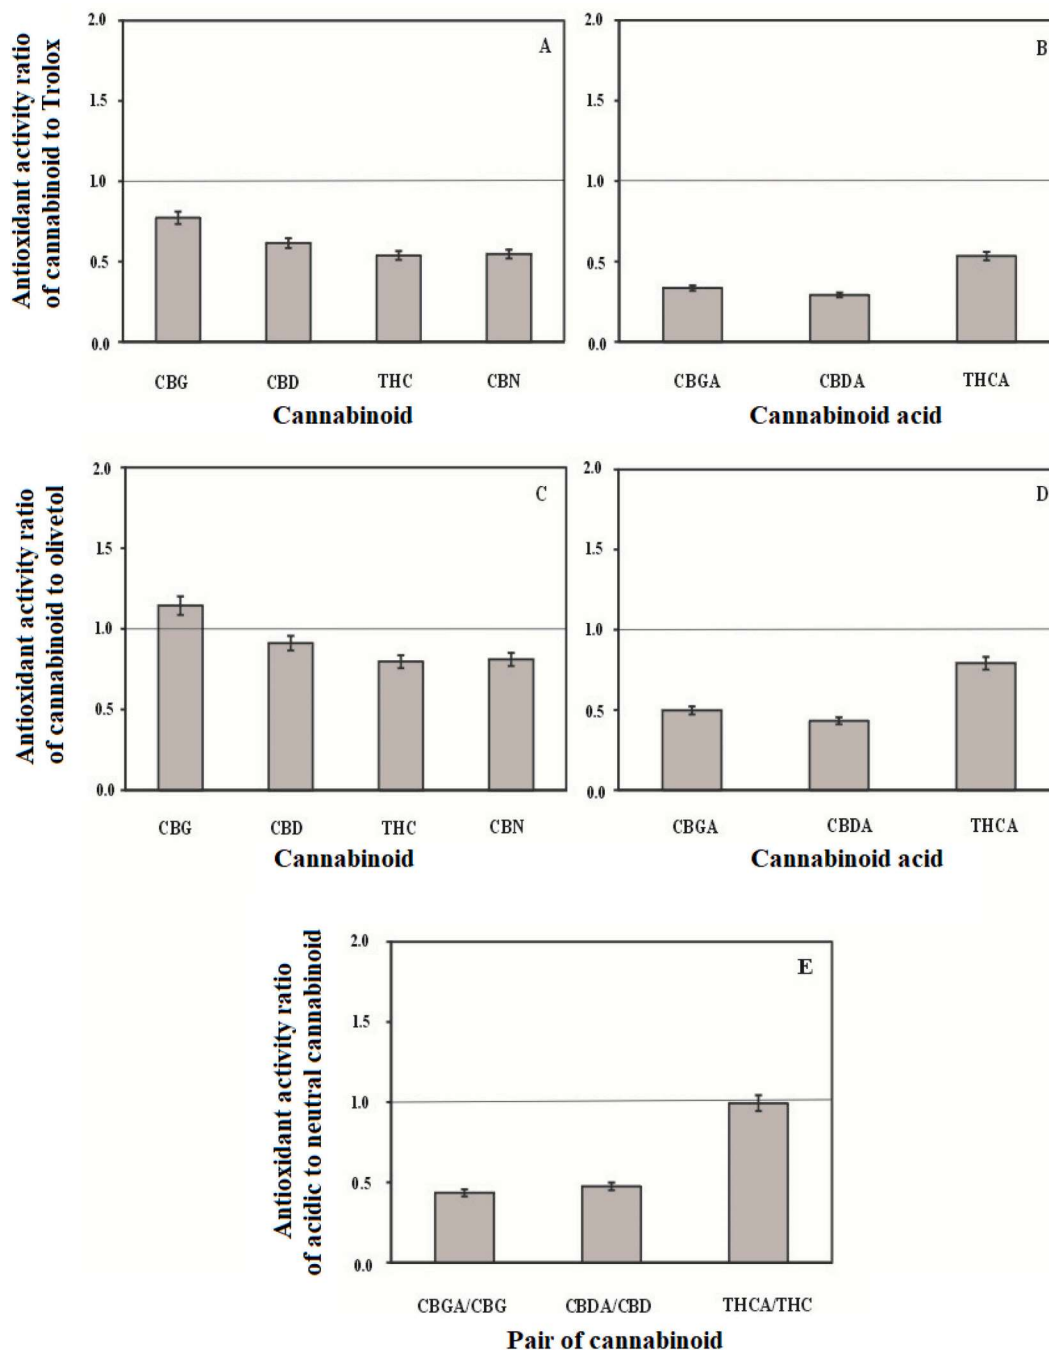 Antioxidant activity ratio
of cannabinoid to Trolox
2.0
1.5
1.0
0.5
0.0
A
CBG CBD THC CBN
Cannabinoid
2.0
1.5
1.0
0.5
0.0
B
CBGA CBDA THCA
Cannabinoid acid
Antioxidant activity ratio
of cannabinoid to olivetol
2.0
1.5
1.0
0.5
0.0
C
CBG CBD THC CBN
Cannabinoid
2.0
1.5
1.0
0.5
0.0
D
CBGA CBDA THCA
Cannabinoid acid
Antioxidant activity ratio
of acidic to neutral cannabinoid
2.0
1.5
1.0
0.5
0.0
E
CBGA/CBG CBDA/CBD THCA/THC
Pair of cannabinoid